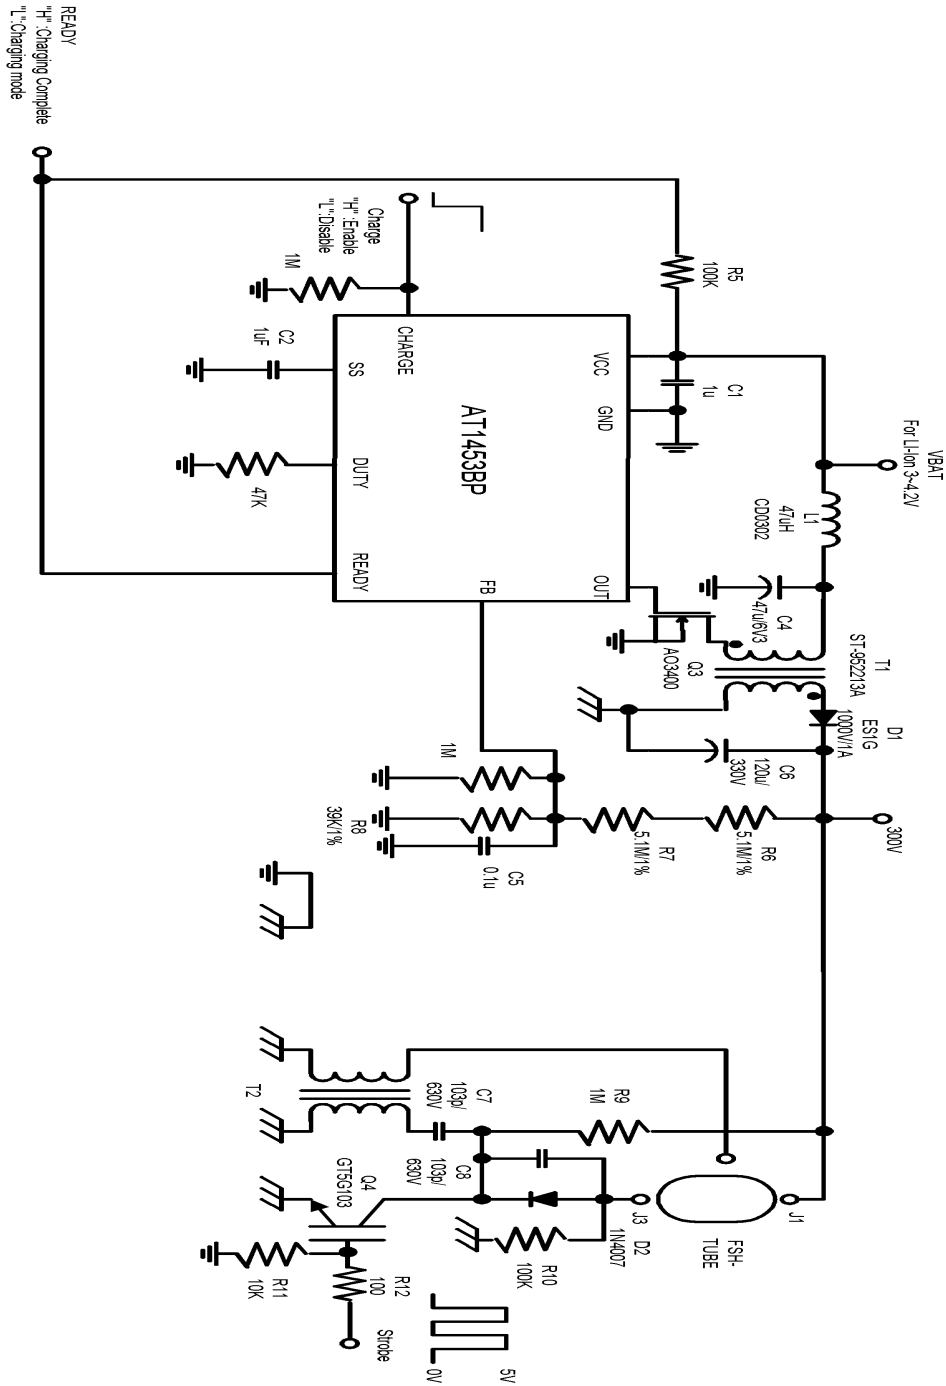 VBAT
For LI-Ion 3~4.2V
L1
47uH
CD0302
C4
47u/6V3
T1
ST-952213A
D1
ES1G
1000V/1A
C6
120u/
330V
300V
R5
100K
C1
1u
Q3
AO3400
R6
5.1M/1%
R7
5.1M/1%
VCC
GND
OUT
AT1453BP
FB
CHARGE
SS
DUTY
READY
1M
R8
39K/1%
C5
0.1u
Charge
"H" :Enable
"L":Disable
1M
C2
1uF
47K
READY
"H" :Charging Complete
"L":Charging mode
J1
FSH-
TUBE
J3
D2
1N4007
R9
1M
R10
100K
C7
103p/
630V
C8
103p/
630V
T2
Q4
GT5G103
R11
10K
R12
100
Strobe
5V
0V